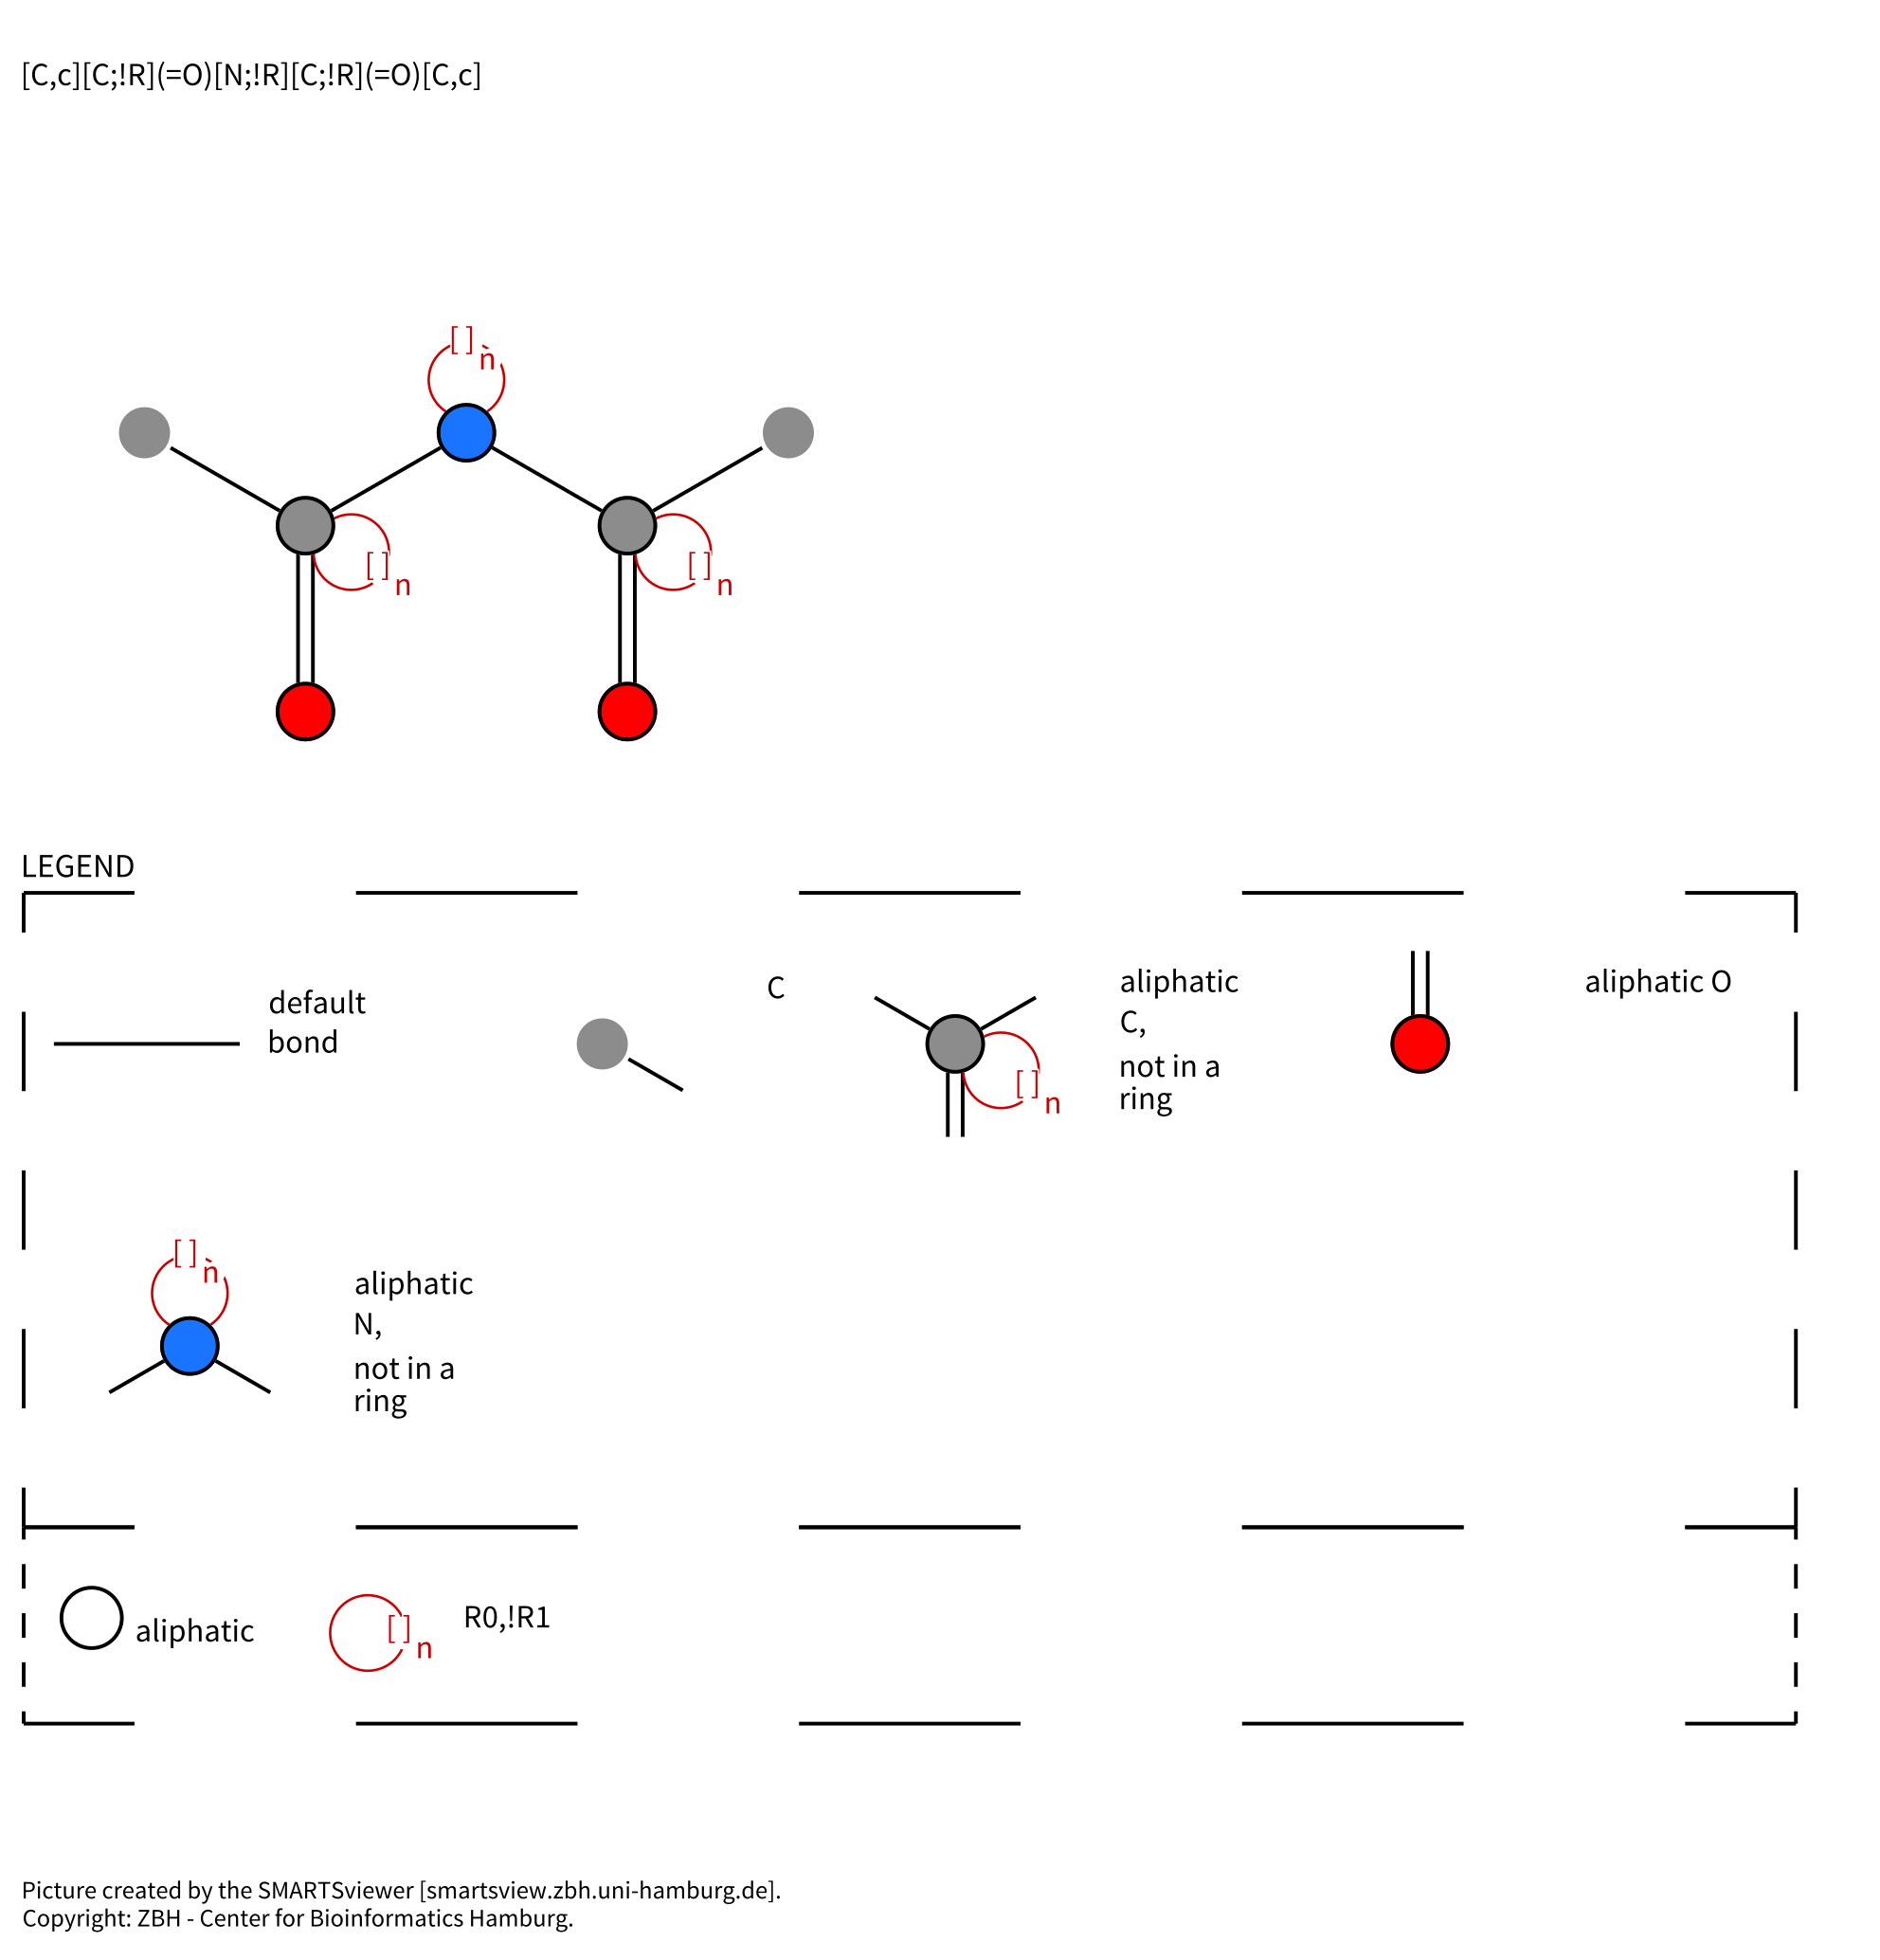 [C,c][C;!R](=O)[N;!R][C;!R](=O)[C,c]
[ ]n
[ ]n
[ ]n
LEGEND
default
bond
C
aliphatic
C,
not in a
ring
[ ]n
aliphatic O
[ ]n
aliphatic
N,
not in a
ring
aliphatic
[ ]n
R0,!R1
Picture created by the SMARTSviewer [smartsview.zbh.uni-hamburg.de].
Copyright: ZBH - Center for Bioinformatics Hamburg.